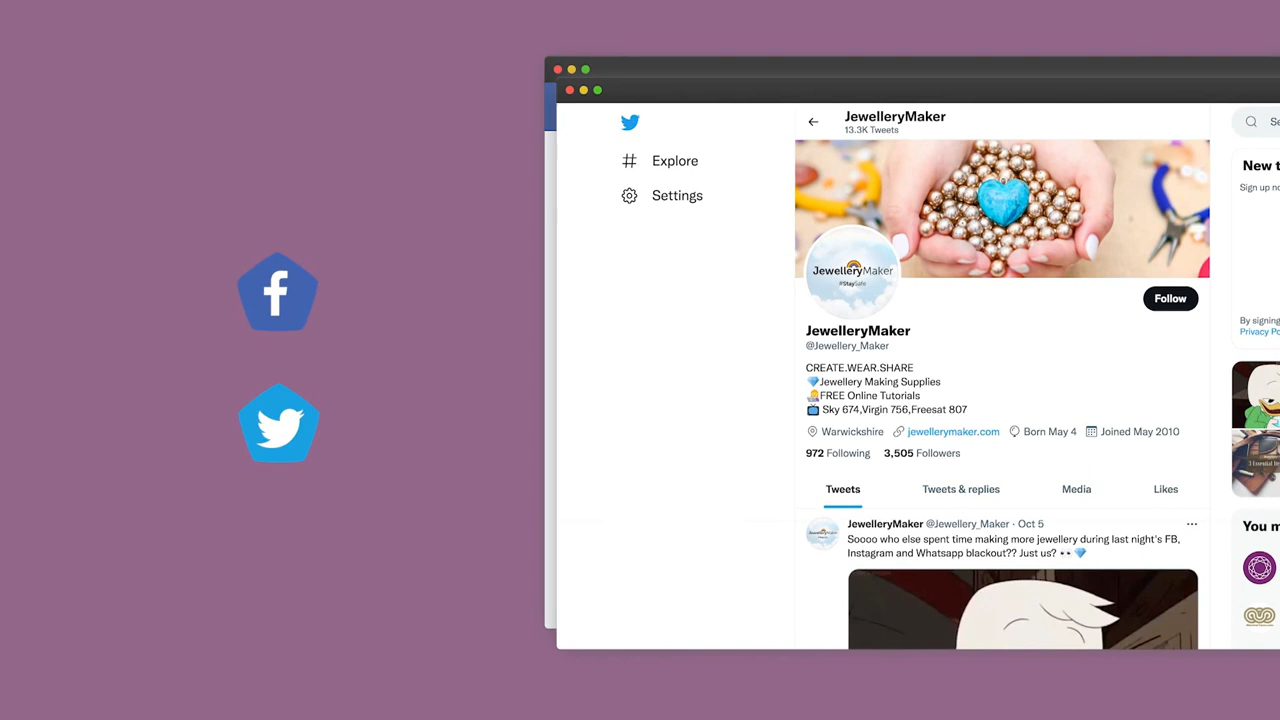 JewelleryMaker
13.3K Tweets
Explore
Settings
Se
New t
Sign up no
JewelleryMaker
#StaySafe
Follow
By signing
Privacy Po
JewelleryMaker
@Jewellery_Maker
CREATE.WEAR.SHARE
💎Jewellery Making Supplies
👷FREE Online Tutorials
📺 Sky 674,Virgin 756,Freesat 807
Warwickshire jewellerymaker.com Born May 4 Joined May 2010
972 Following 3,505 Followers
Tweets Tweets & replies Media Likes
JewelleryMaker @Jewellery_Maker · Oct 5
Soooo who else spent time making more jewellery during last night's FB,
Instagram and Whatsapp blackout?? Just us? 👀 💎
You m